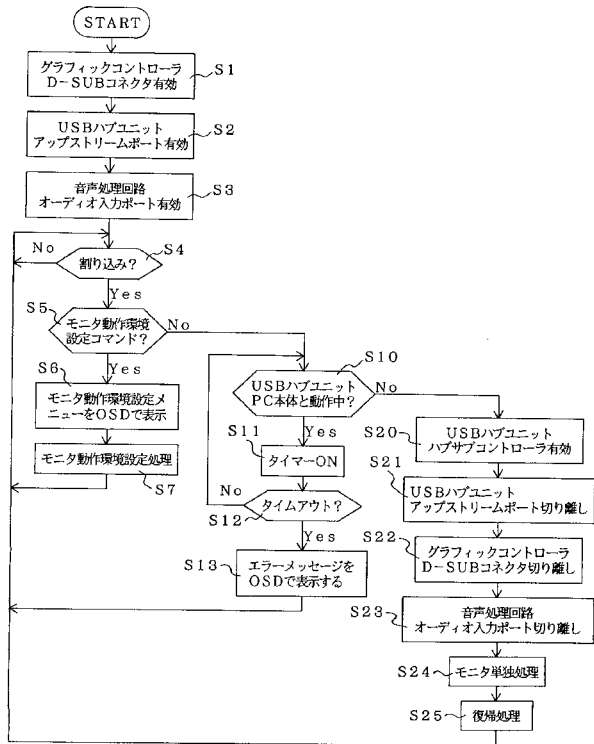 START
グラフィックコントローラ
D-SUBコネクタ有効
S1
USBハブユニット
アップストリームポート有効
S2
音声処理回路
オーディオ入力ポート有効
S3
No
割り込み？
S4
Yes
S5
モニタ動作環境
設定コマンド？
No
Yes
S6
モニタ動作環境設定メ
ニューをOSDで表示
モニタ動作環境設定処理
S7
S10
USBハブユニット
PC本体と動作中？
No
Yes
S11
タイマーON
No
タイムアウト？
S12
Yes
S13
エラーメッセージを
OSDで表示する
S20
USBハブユニット
ハブサブコントローラ有効
S21
USBハブユニット
アップストリームポート切り離し
S22
グラフィックコントローラ
D-SUBコネクタ切り離し
S23
音声処理回路
オーディオ入力ポート切り離し
S24
モニタ単独処理
S25
復帰処理